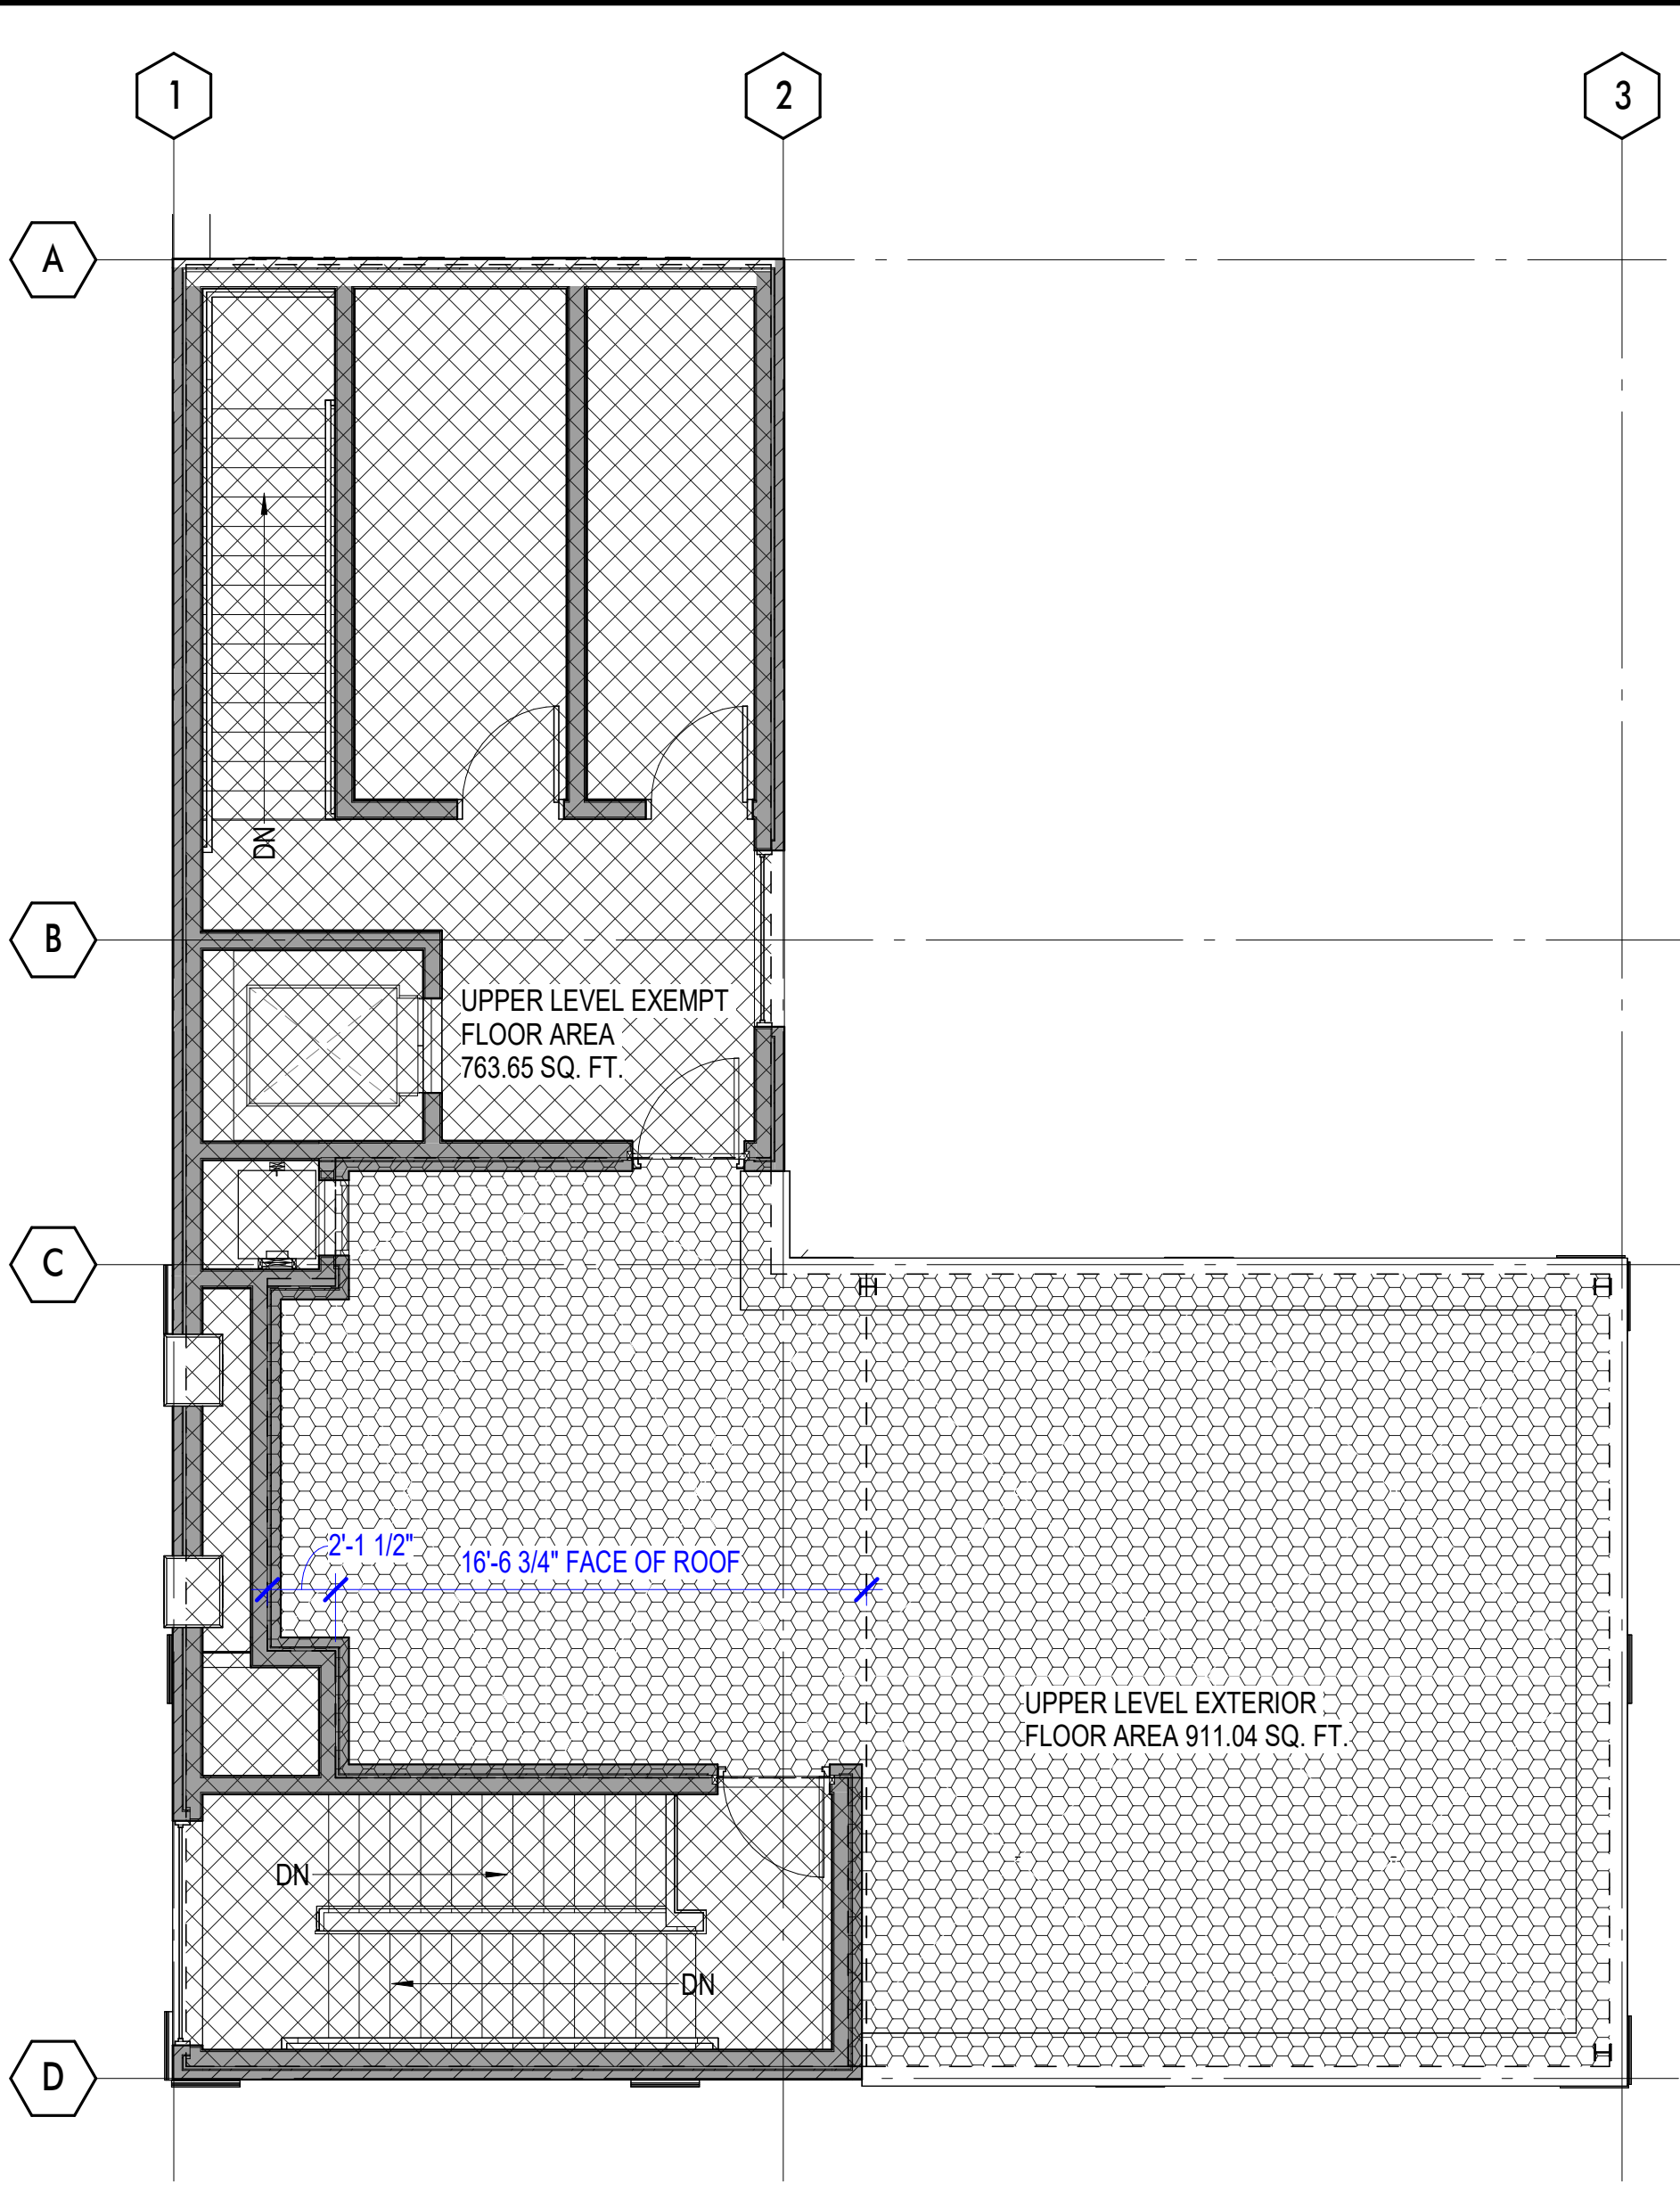 1
2
3
A
DN
B
UPPER LEVEL EXEMPT
FLOOR AREA
763.65 SQ. FT.
C
2'-1 1/2"
16'-6 3/4" FACE OF ROOF
UPPER LEVEL EXTERIOR
FLOOR AREA 911.04 SQ. FT.
DN
DN
D